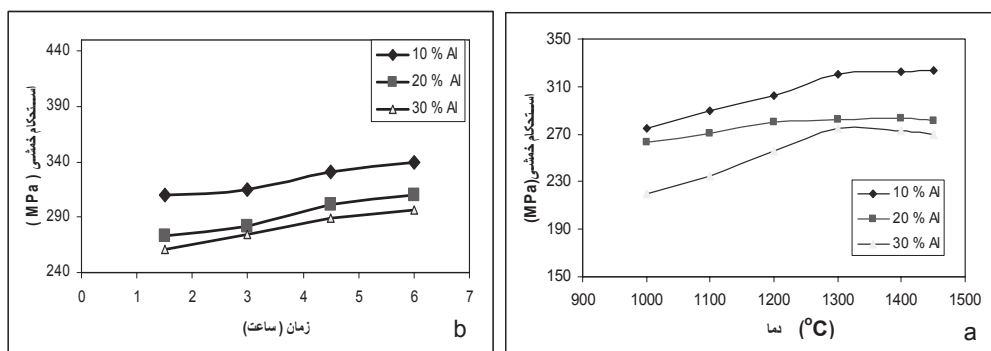 440
390
340
290
240
0
1
2
3
4
5
6
7
استحکام خمشی ( MPa )
زمان ( ساعت)
10 % Al
20 % Al
30 % Al
b
350
310
270
230
190
150
900
1000
1100
1200
1300
1400
1500
استحکام خمشی(MPa)
دما (°C)
10 % Al
20 % Al
30 % Al
a